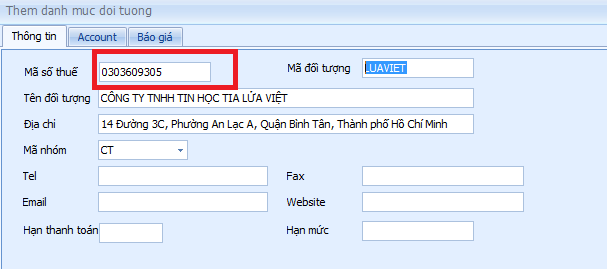 Them danh muc doi tuong
Thông tin Account Báo giá
Mã số thuế 0303609305 Mã đối tượng LUAVIET
Tên đối tượng CÔNG TY TNHH TIN HỌC TIA LỬA VIỆT
Địa chỉ 14 Đường 3C, Phường An Lạc A, Quận Bình Tân, Thành phố Hồ Chí Minh
Mã nhóm CT
Tel Fax
Email Website
Hạn thanh toán Hạn mức